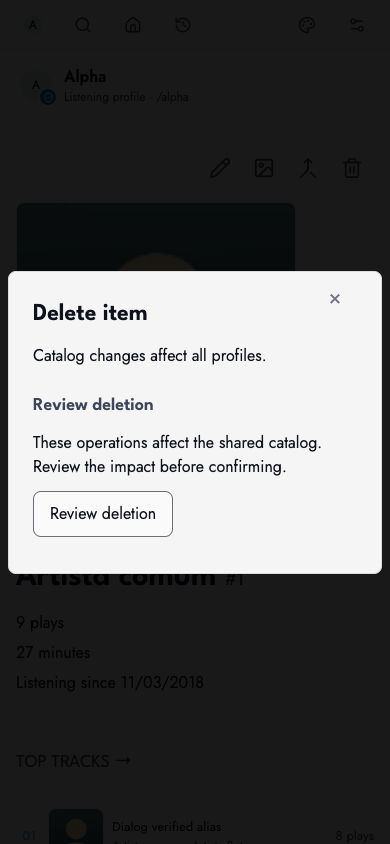 A
A
Alpha
Listening profile · /alpha
Delete item
×
Catalog changes affect all profiles.
Review deletion
These operations affect the shared catalog.
Review the impact before confirming.
Review deletion
Artista comum #1
9 plays
27 minutes
Listening since 11/03/2018
TOP TRACKS →
01
Dialog verified alias
8 plays